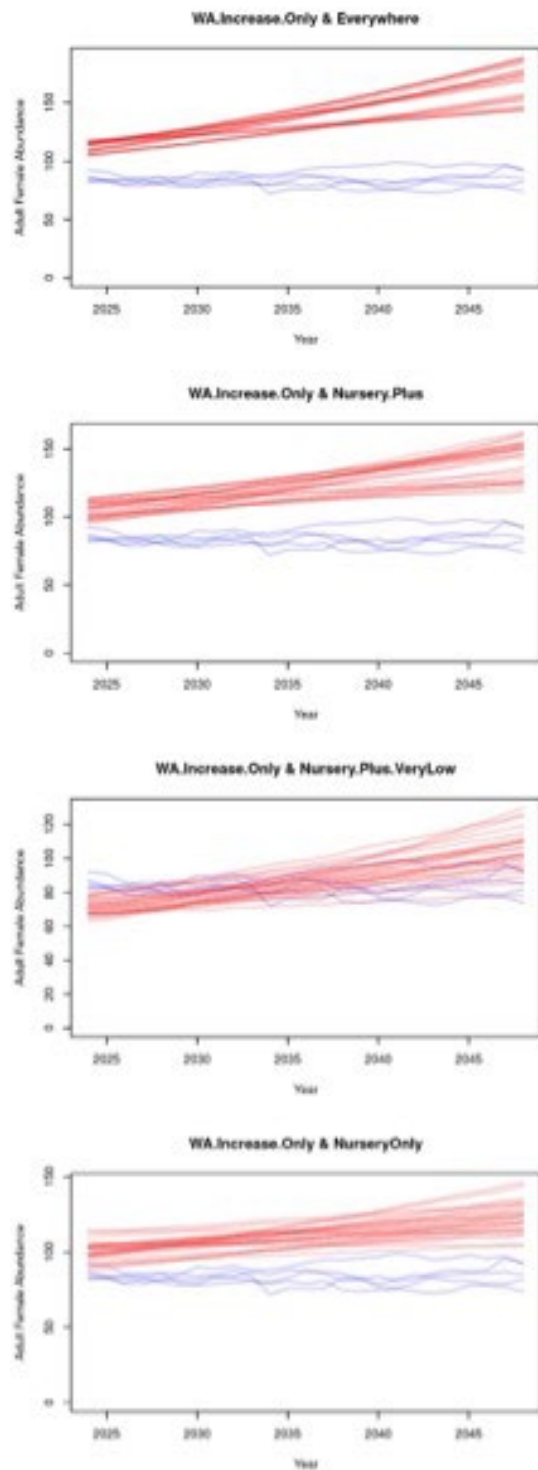 WA.Increase.Only & Everywhere
Adult Female Abundance
150
100
50
0
2025 2030 2035 2040 2045
Year
WA.Increase.Only & Nursery.Plus
Adult Female Abundance
150
100
50
0
2025 2030 2035 2040 2045
Year
WA.Increase.Only & Nursery.Plus.VeryLow
Adult Female Abundance
120
100
80
60
40
20
0
2025 2030 2035 2040 2045
Year
WA.Increase.Only & NurseryOnly
Adult Female Abundance
150
100
50
0
2025 2030 2035 2040 2045
Year